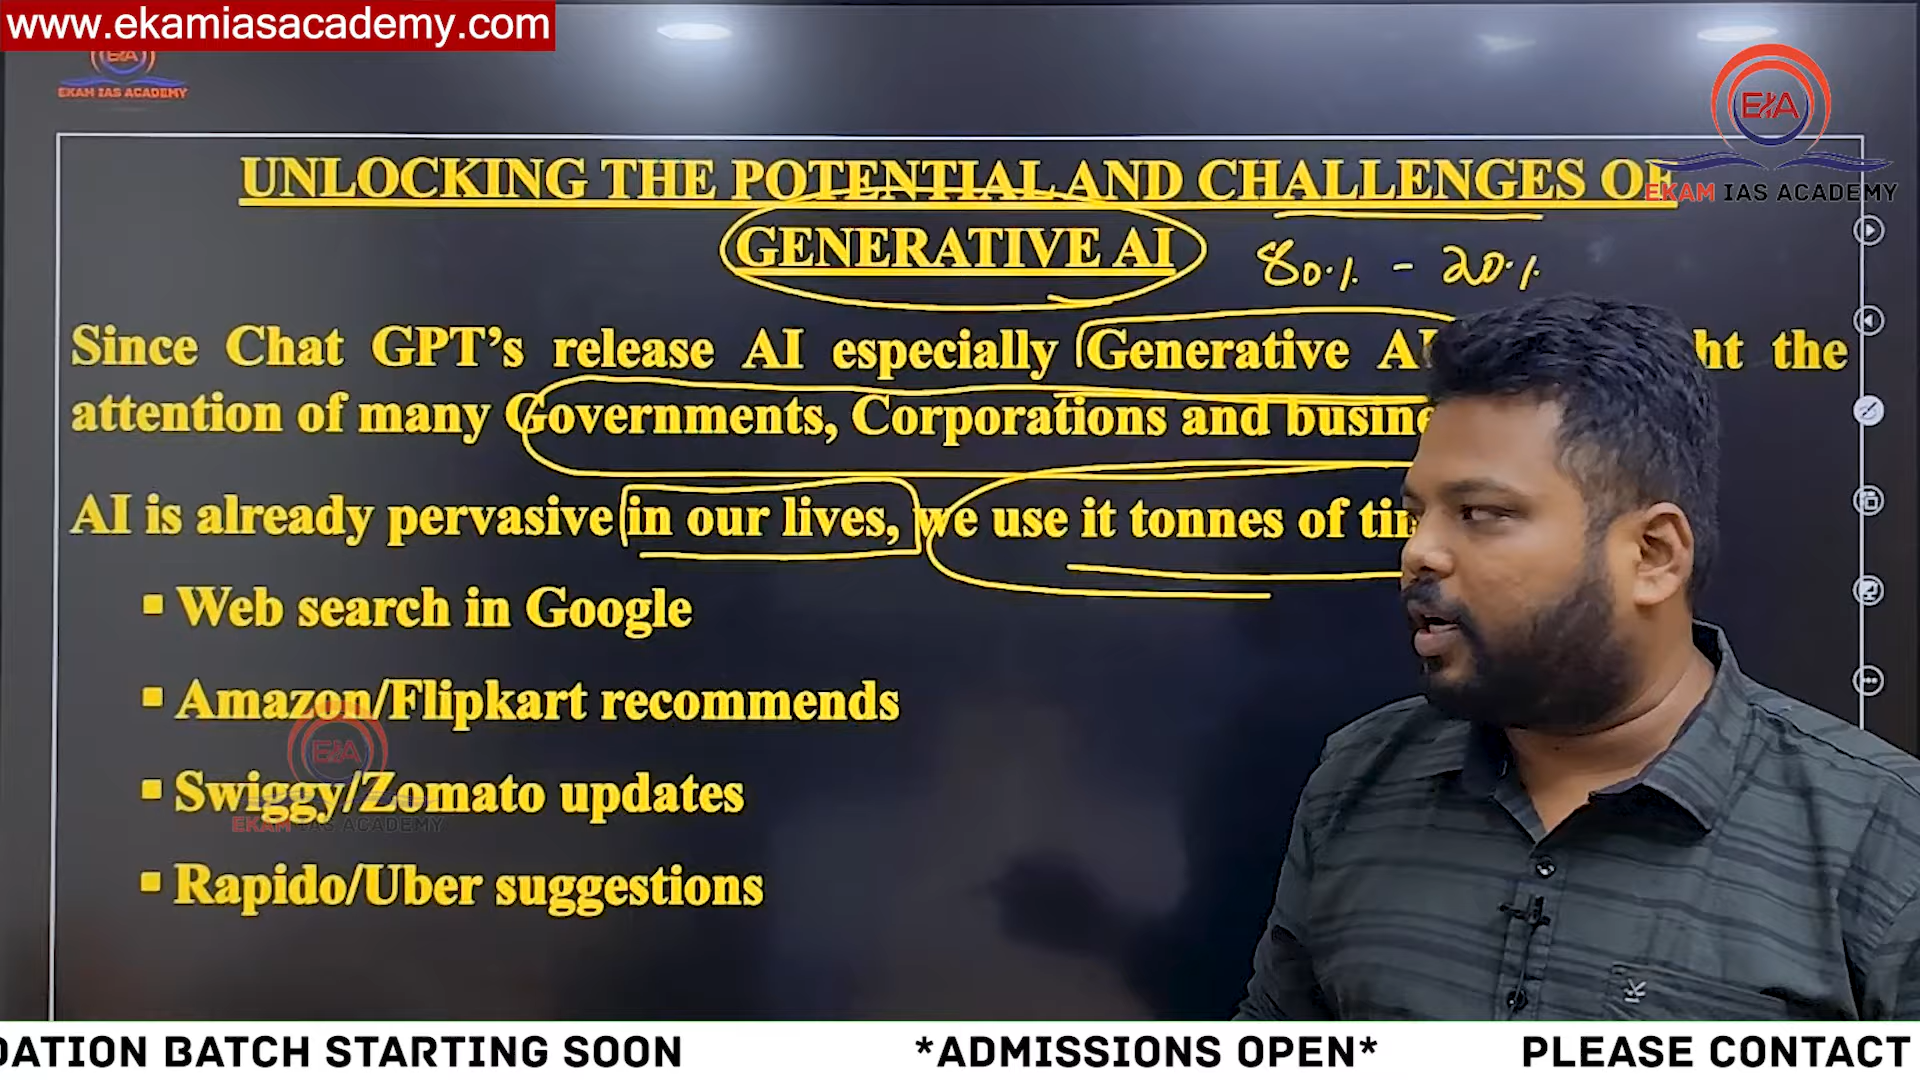 www.ekamiasacademy.com
EKAM IAS ACADEMY
EIA
EKAM IAS ACADEMY
UNLOCKING THE POTENTIAL AND CHALLENGES OF
GENERATIVE AI
80% - 20%
Since Chat GPT’s release AI especially Generative AI the
attention of many Governments, Corporations and
AI is already pervasive in our lives, we use it tonnes of
▪ Web search in Google
▪ Amazon/Flipkart recommends
▪ Swiggy/Zomato updates
EKAM IAS ACADEMY
▪ Rapido/Uber suggestions
BATCH STARTING SOON *ADMISSIONS OPEN* PLEASE CONTACT